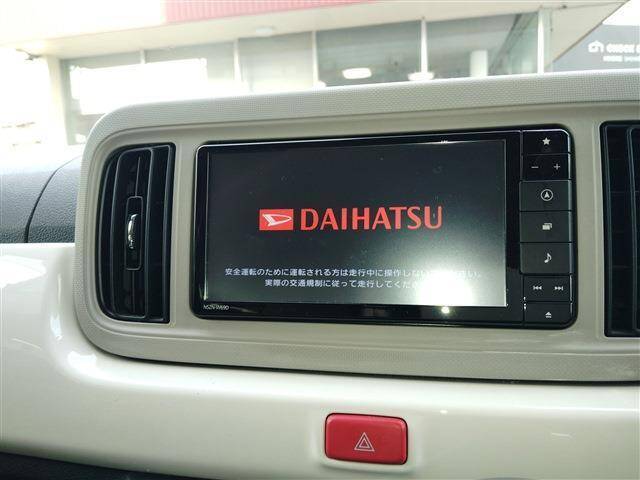 DAIHATSU
安全運転のために運転される方は走行中に操作しないでください。
実際の交通規制に従って走行してください